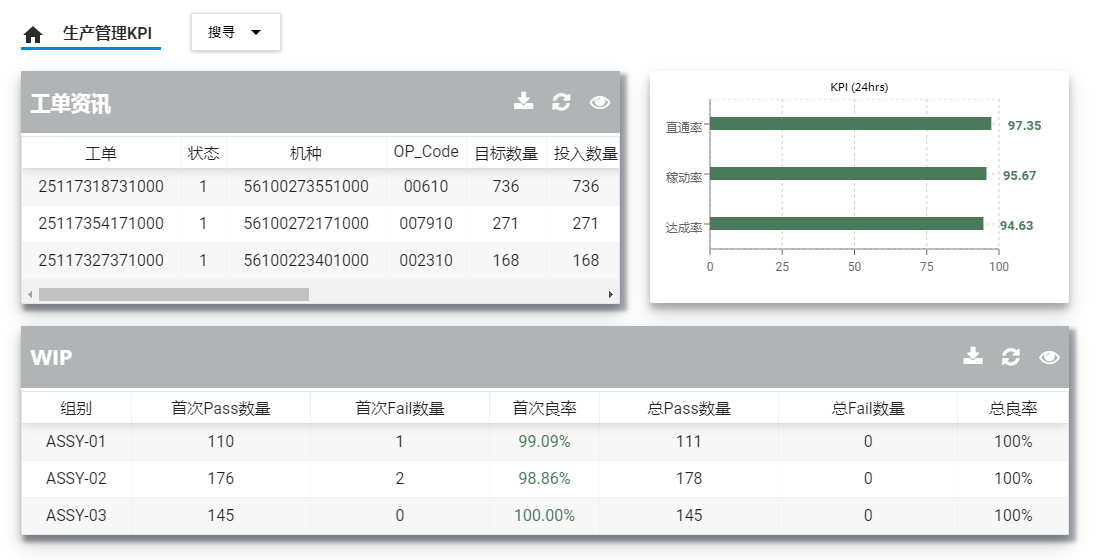 生产管理KPI 搜寻
工单资讯
工单 状态 机种 OP_Code 目标数量 投入数量
25117318731000 1 56100273551000 00610 736 736
25117354171000 1 56100272171000 007910 271 271
25117327371000 1 56100223401000 002310 168 168
KPI (24hrs)
直通率 97.35
稼动率 95.67
达成率 94.63
0 25 50 75 100
WIP
组别 首次Pass数量 首次Fail数量 首次良率 总Pass数量 总Fail数量 总良率
ASSY-01 110 1 99.09% 111 0 100%
ASSY-02 176 2 98.86% 178 0 100%
ASSY-03 145 0 100.00% 145 0 100%